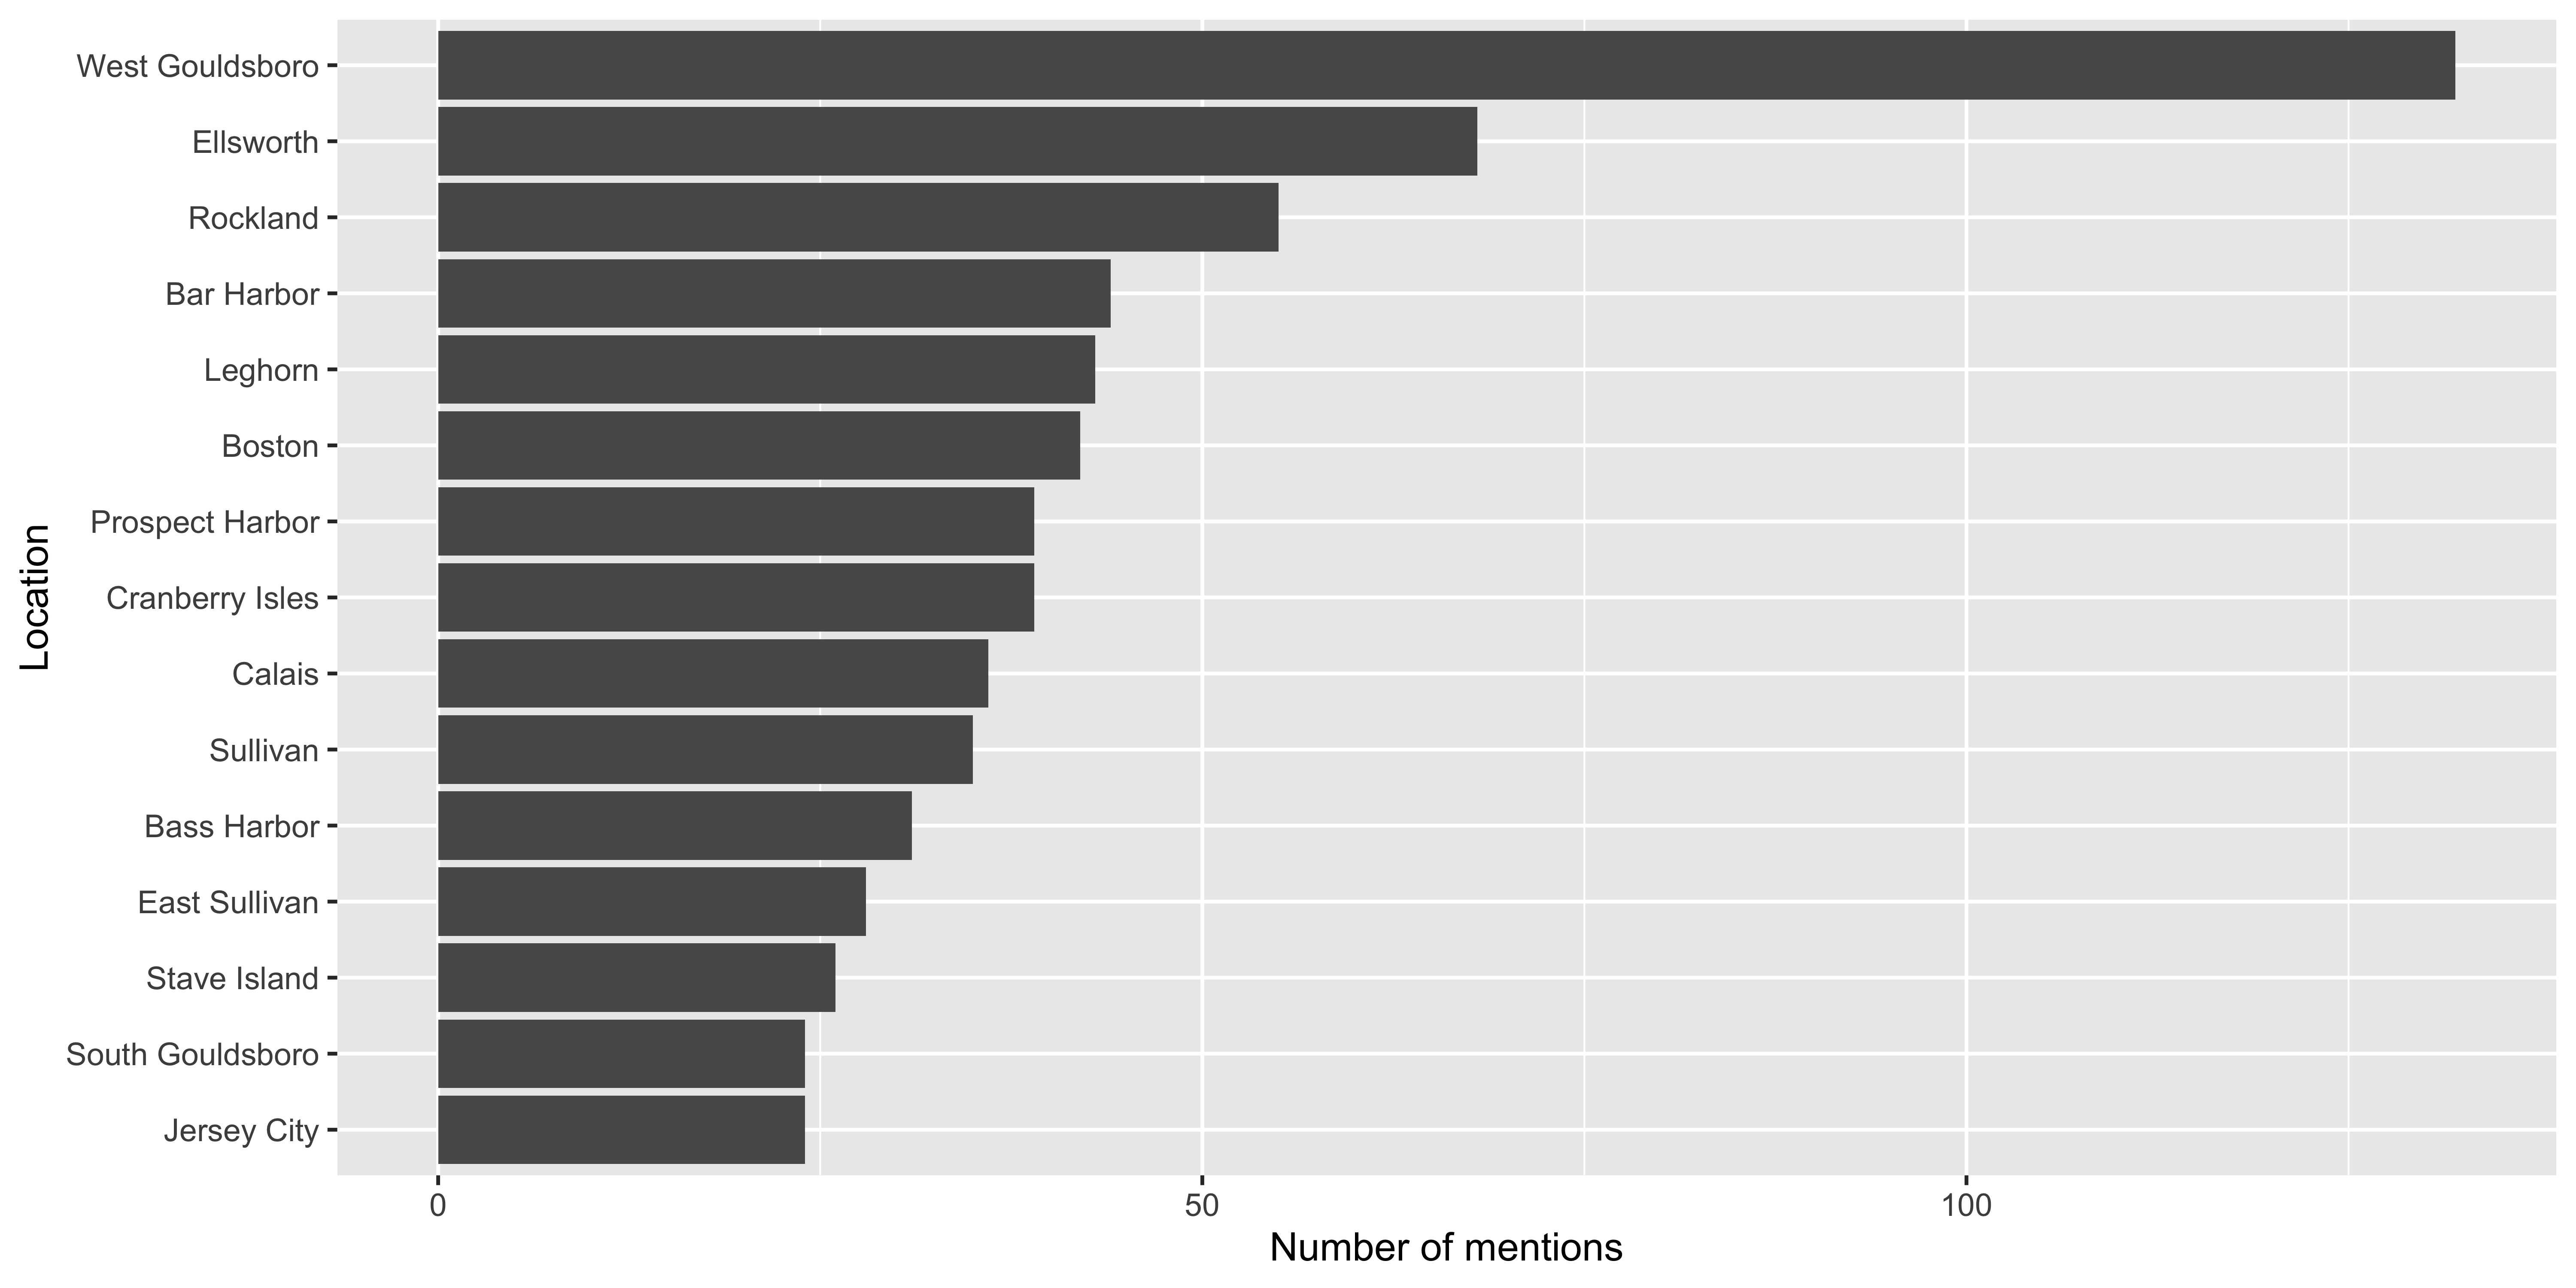 West Gouldsboro
Ellsworth
Rockland
Bar Harbor
Leghorn
Boston
Prospect Harbor
Cranberry Isles
Calais
Sullivan
Bass Harbor
East Sullivan
Stave Island
South Gouldsboro
Jersey City
Location
0 50 100
Number of mentions